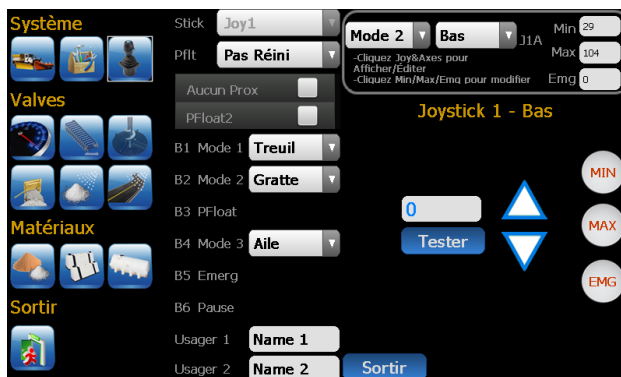 Système
Valves
Matériaux
Sortir
Stick Joy1
Pflt Pas Réini
Aucun Prox
PFloat2
B1 Mode 1 Treuil
B2 Mode 2 Gratte
B3 PFloat
B4 Mode 3 Aile
B5 Emerg
B6 Pause
Usager 1 Name 1
Usager 2 Name 2
Sortir
Mode 2 Bas J1A
Min 29
Max 104
Emg 0
-Cliquez Joy&Axes pour
Afficher/Éditer
-Cliquez Min/Max/Emg pour modifier
Joystick 1 - Bas
0
Tester
MIN
MAX
EMG